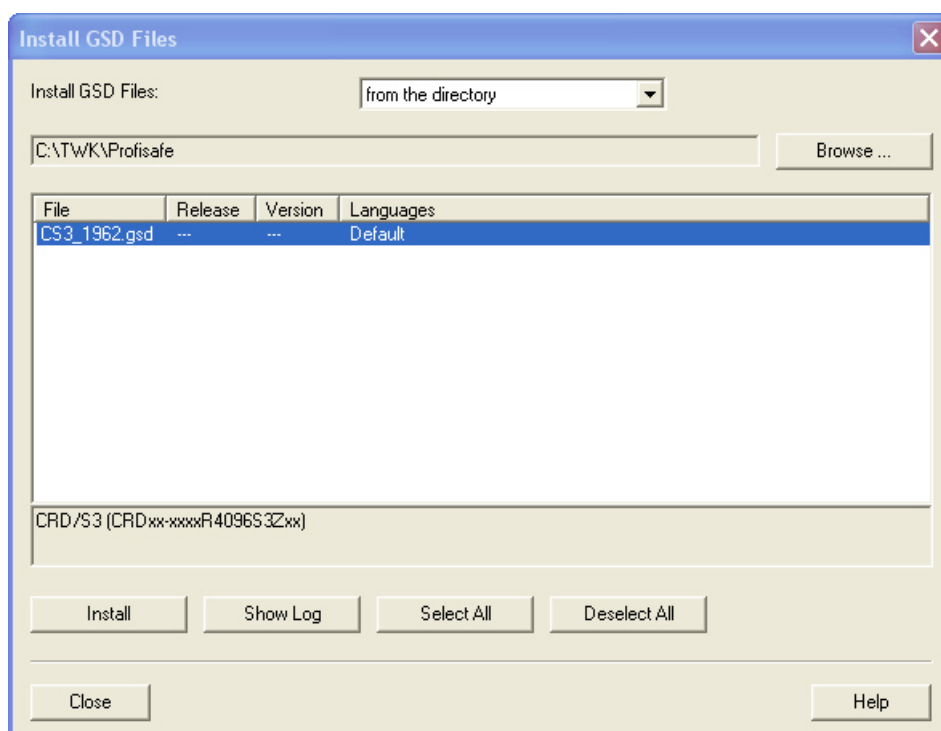 Install GSD Files
Install GSD Files: from the directory
C:\TWK\Profisafe Browse ...
File Release Version Languages
CS3_1962.gsd --- --- Default
CRD/S3 (CRDxx-xxxxR4096S3Zxx)
Install Show Log Select All Deselect All
Close Help